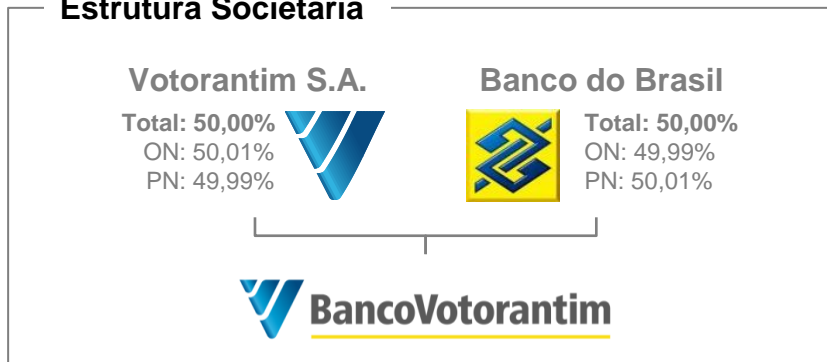 Estrutura Societária
Votorantim S.A.
Total: 50,00%
ON: 50,01%
PN: 49,99%
Banco do Brasil
Total: 50,00%
ON: 49,99%
PN: 50,01%
BancoVotorantim